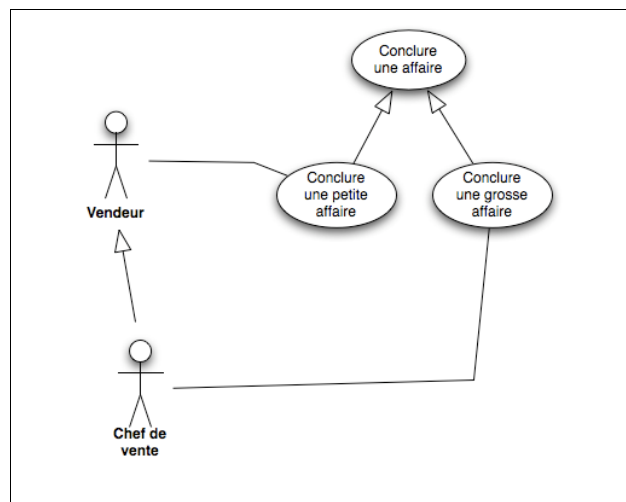 Conclure
une affaire
Vendeur
Conclure
une petite
affaire
Conclure
une grosse
affaire
Chef de
vente